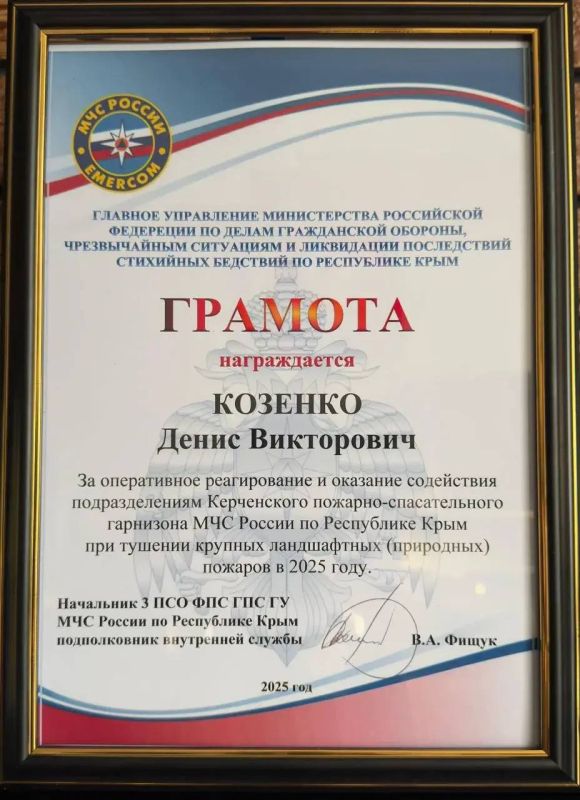 МЧС РОССИИ
EMERCOM
ГЛАВНОЕ УПРАВЛЕНИЕ МИНИСТЕРСТВА РОССИЙСКОЙ
ФЕДЕРЕЦИИ ПО ДЕЛАМ ГРАЖДАНСКОЙ ОБОРОНЫ,
ЧРЕЗВЫЧАЙНЫМ СИТУАЦИЯМ И ЛИКВИДАЦИИ ПОСЛЕДСТВИЙ
СТИХИЙНЫХ БЕДСТВИЙ ПО РЕСПУБЛИКЕ КРЫМ
ГРАМОТА
награждается
КОЗЕНКО
Денис Викторович
За оперативное реагирование и оказание содействия
подразделениям Керченского пожарно-спасательного
гарнизона МЧС России по Республике Крым
при тушении крупных ландшафтных (природных)
пожаров в 2025 году.
Начальник 3 ПСО ФПС ГПС ГУ
МЧС России по Республике Крым
подполковник внутренней службы В.А. Фищук
2025 год